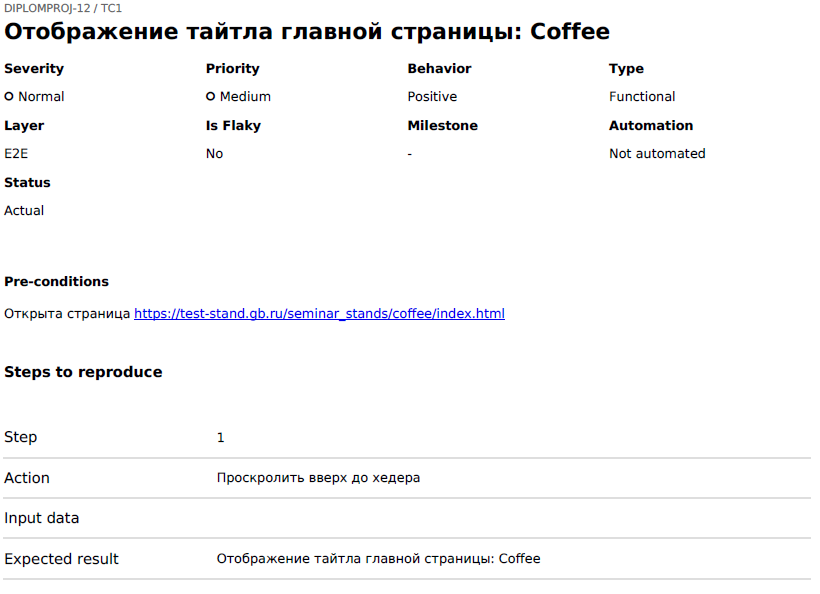 DIPLOMPROJ-12 / TC1
Отображение тайтла главной страницы: Coffee
Severity Priority Behavior Type
Normal Medium Positive Functional
Layer Is Flaky Milestone Automation
E2E No - Not automated
Status
Actual
Pre-conditions
Открыта страница https://test-stand.gb.ru/seminar_stands/coffee/index.html
Steps to reproduce
Step 1
Action Проскролить вверх до хедера
Input data
Expected result Отображение тайтла главной страницы: Coffee